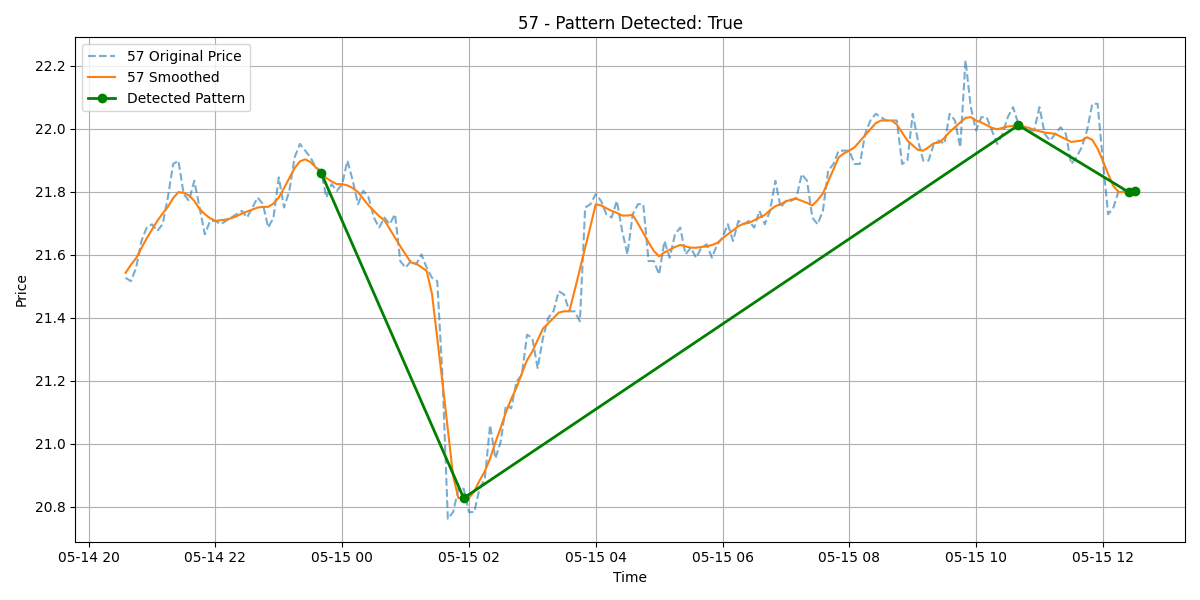 57 - Pattern Detected: True
57 Original Price
57 Smoothed
Detected Pattern
Price
22.2
22.0
21.8
21.6
21.4
21.2
21.0
20.8
05-14 20 05-14 22 05-15 00 05-15 02 05-15 04 05-15 06 05-15 08 05-15 10 05-15 12
Time